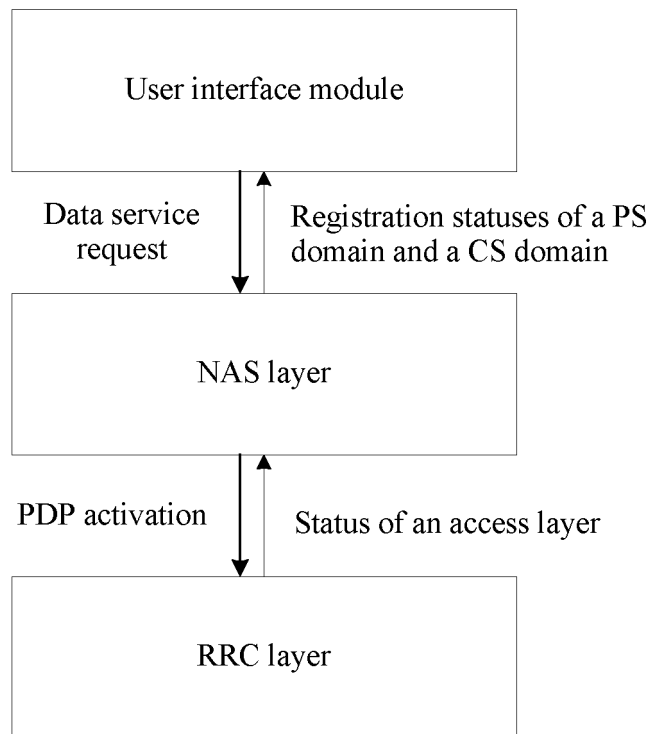 User interface module
Data service
request
Registration statuses of a PS
domain and a CS domain
NAS layer
PDP activation
Status of an access layer
RRC layer